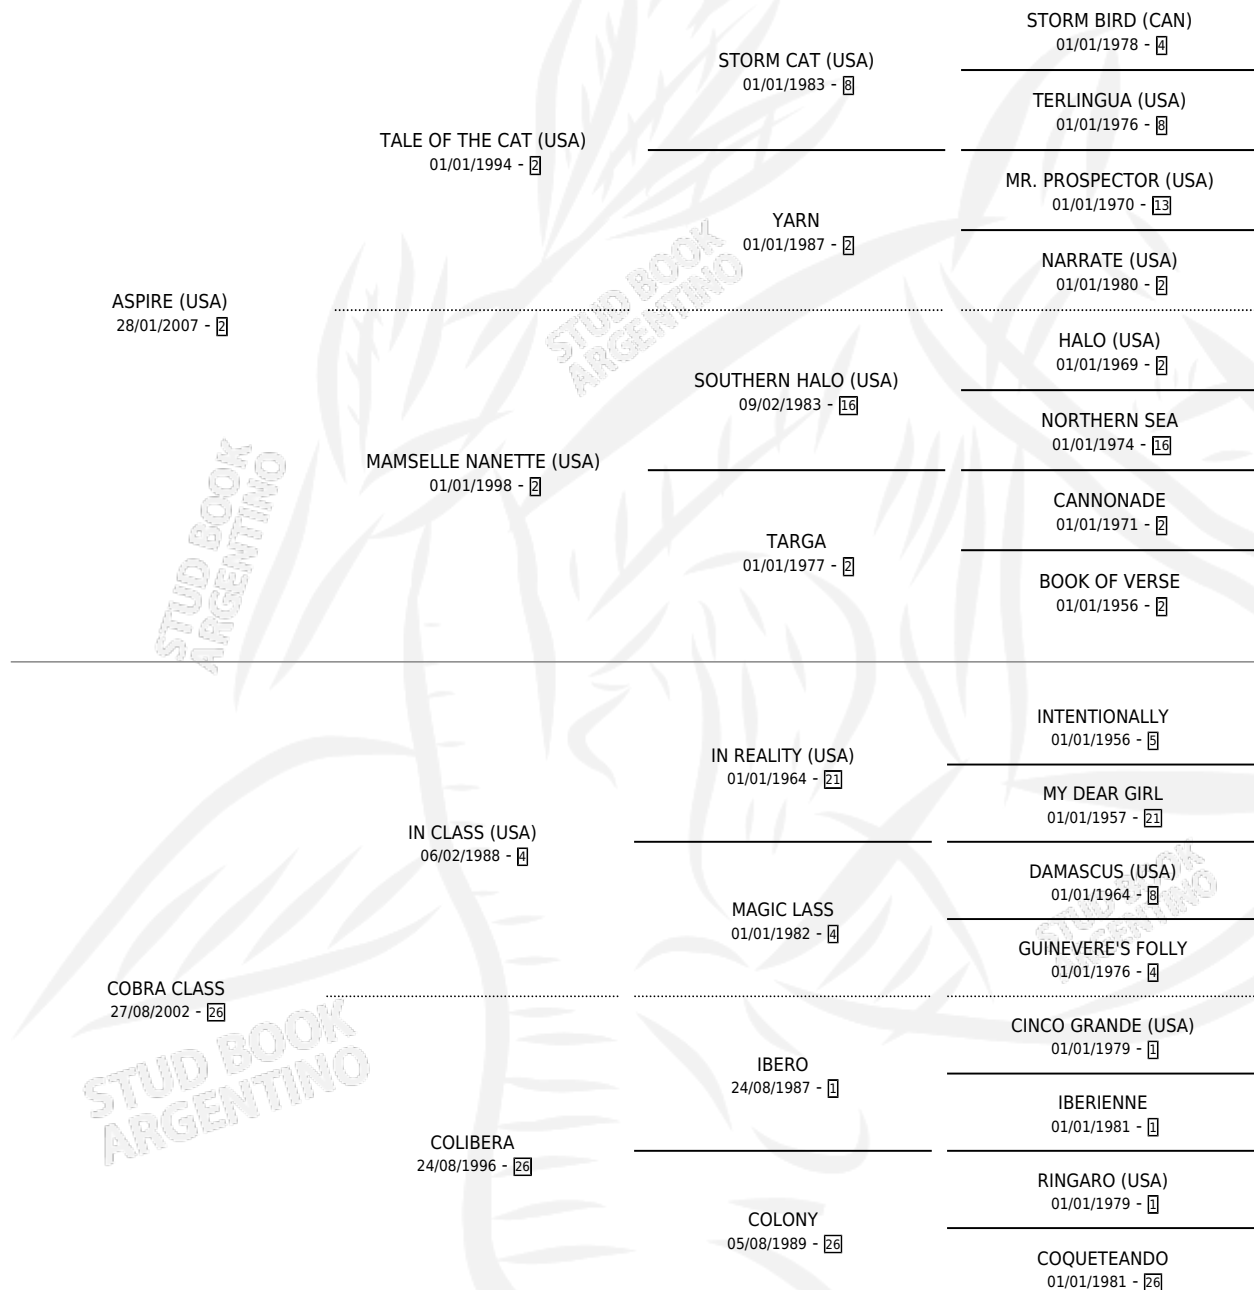 STORM BIRD (CAN)
01/01/1978 - 4
STORM CAT (USA)
01/01/1983 - 8
TERLINGUA (USA)
01/01/1976 - 8
TALE OF THE CAT (USA)
01/01/1994 - 2
MR. PROSPECTOR (USA)
01/01/1970 - 13
YARN
01/01/1987 - 2
NARRATE (USA)
01/01/1980 - 2
ASPIRE (USA)
28/01/2007 - 2
HALO (USA)
01/01/1969 - 2
SOUTHERN HALO (USA)
09/02/1983 - 16
NORTHERN SEA
01/01/1974 - 16
MAMSELLE NANETTE (USA)
01/01/1998 - 2
CANNONADE
01/01/1971 - 2
TARGA
01/01/1977 - 2
BOOK OF VERSE
01/01/1956 - 2
INTENTIONALLY
01/01/1956 - 5
IN REALITY (USA)
01/01/1964 - 21
MY DEAR GIRL
01/01/1957 - 21
IN CLASS (USA)
06/02/1988 - 4
DAMASCUS (USA)
01/01/1964 - 8
MAGIC LASS
01/01/1982 - 4
GUINEVERE'S FOLLY
01/01/1976 - 4
COBRA CLASS
27/08/2002 - 26
CINCO GRANDE (USA)
01/01/1979 - 1
IBERO
24/08/1987 - 1
IBERIENNE
01/01/1981 - 1
COLIBERA
24/08/1996 - 26
RINGARO (USA)
01/01/1979 - 1
COLONY
05/08/1989 - 26
COQUETEANDO
01/01/1981 - 26
STUD BOOK
ARGENTINO
STUD BOOK
ARGENTINO
STUD BOOK
ARGENTINO
STUD BOOK
ARGENTINO